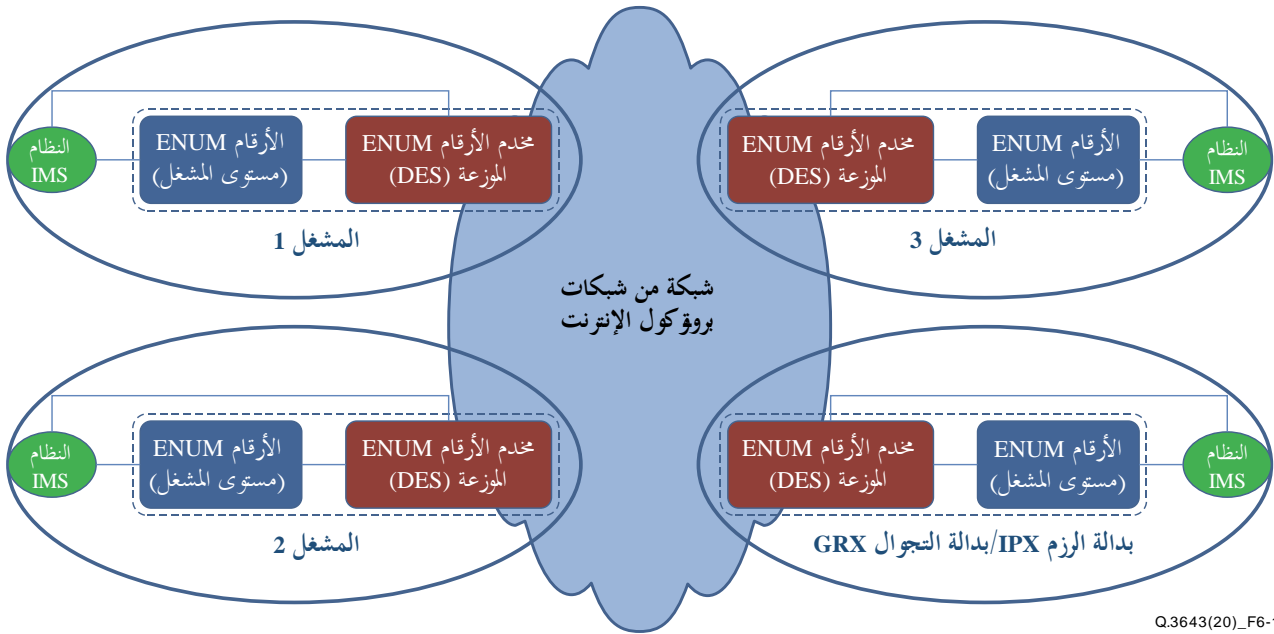 النظام
IMS
الأرقام ENUM
(مستوى المشغل)
مخدم الأرقام ENUM
الموزعة (DES)
المشغل 1
مخدم الأرقام ENUM
الموزعة (DES)
الأرقام ENUM
(مستوى المشغل)
النظام
IMS
المشغل 3
شبكة من شبكات
بروتوكول الإنترنت
النظام
IMS
الأرقام ENUM
(مستوى المشغل)
مخدم الأرقام ENUM
الموزعة (DES)
المشغل 2
مخدم الأرقام ENUM
الموزعة (DES)
الأرقام ENUM
(مستوى المشغل)
النظام
IMS
بدالة الرزم IPX/بدالة التجوال GRX
Q.3643(20)_F6-